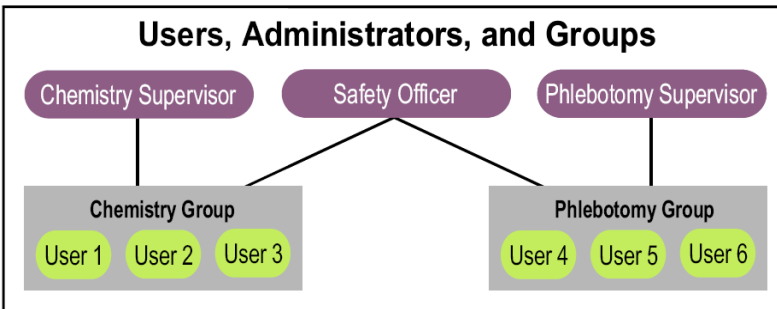 Users, Administrators, and Groups
Chemistry Supervisor
Safety Officer
Phlebotomy Supervisor
Chemistry Group
User 1
User 2
User 3
Phlebotomy Group
User 4
User 5
User 6